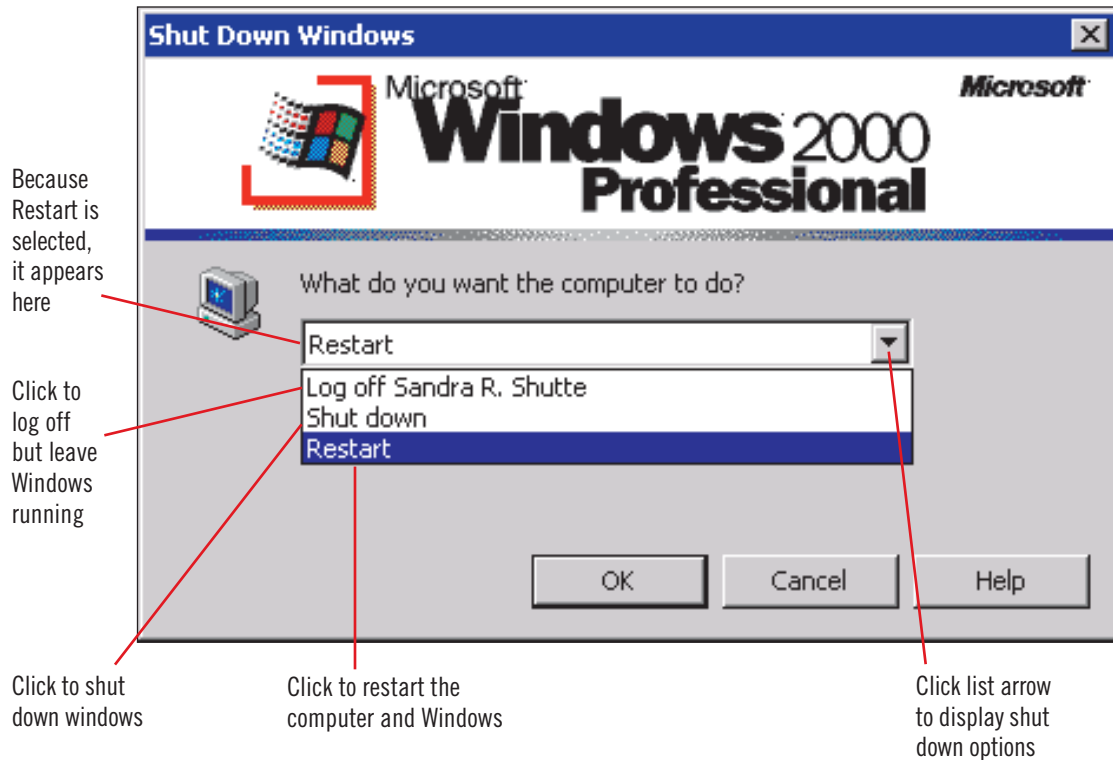 Shut Down Windows
Microsoft
Microsoft
Windows 2000
Professional
Because
Restart is
selected,
it appears
here
What do you want the computer to do?
Restart
Click to
log off
but leave
Windows
running
Log off Sandra R. Shutte
Shut down
Restart
OK
Cancel
Help
Click to shut
down windows
Click to restart the
computer and Windows
Click list arrow
to display shut
down options